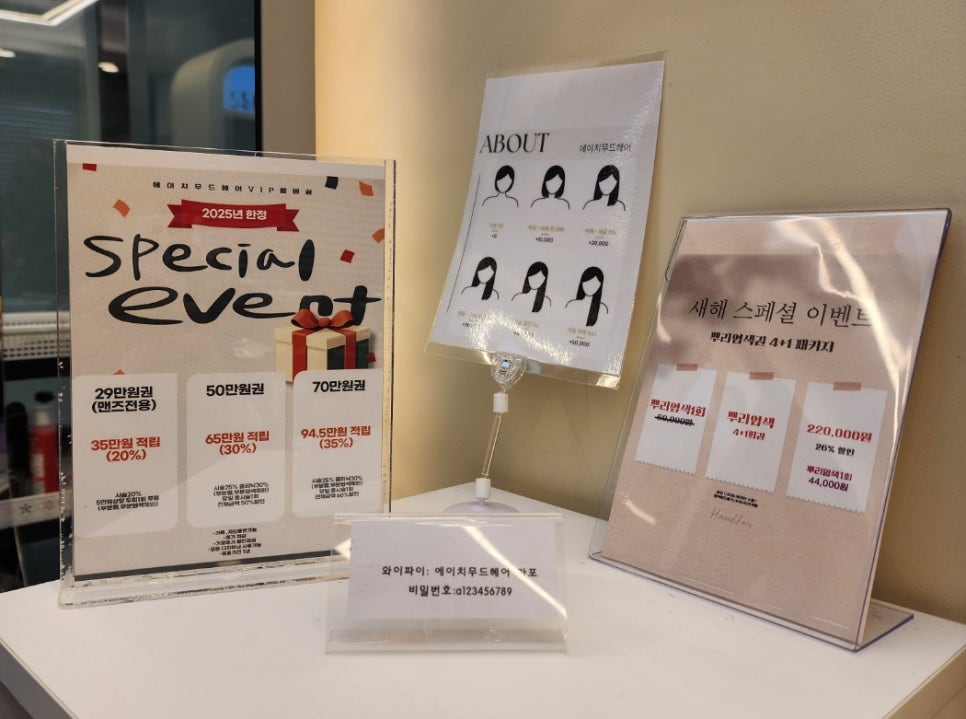 에이치무드헤어 VIP 멤버쉽
2025년 한정
special
event
29만원권
(맨즈전용)
35만원 적립
(20%)
시술20%
50만원권
65만원 적립
(30%)
70만원권
94.5만원 적립
(35%)
ABOUT
에이치무드헤어
+0
+10,000
+20,000
+50,000
새해 스페셜 이벤트
뿌리염색권 4+1 패키지
뿌리염색1회
60,000원
뿌리염색
4+1회권
220,000원
26% 할인
뿌리염색1회
44,000원
와이파이: 에이치무드헤어
비밀번호:a123456789